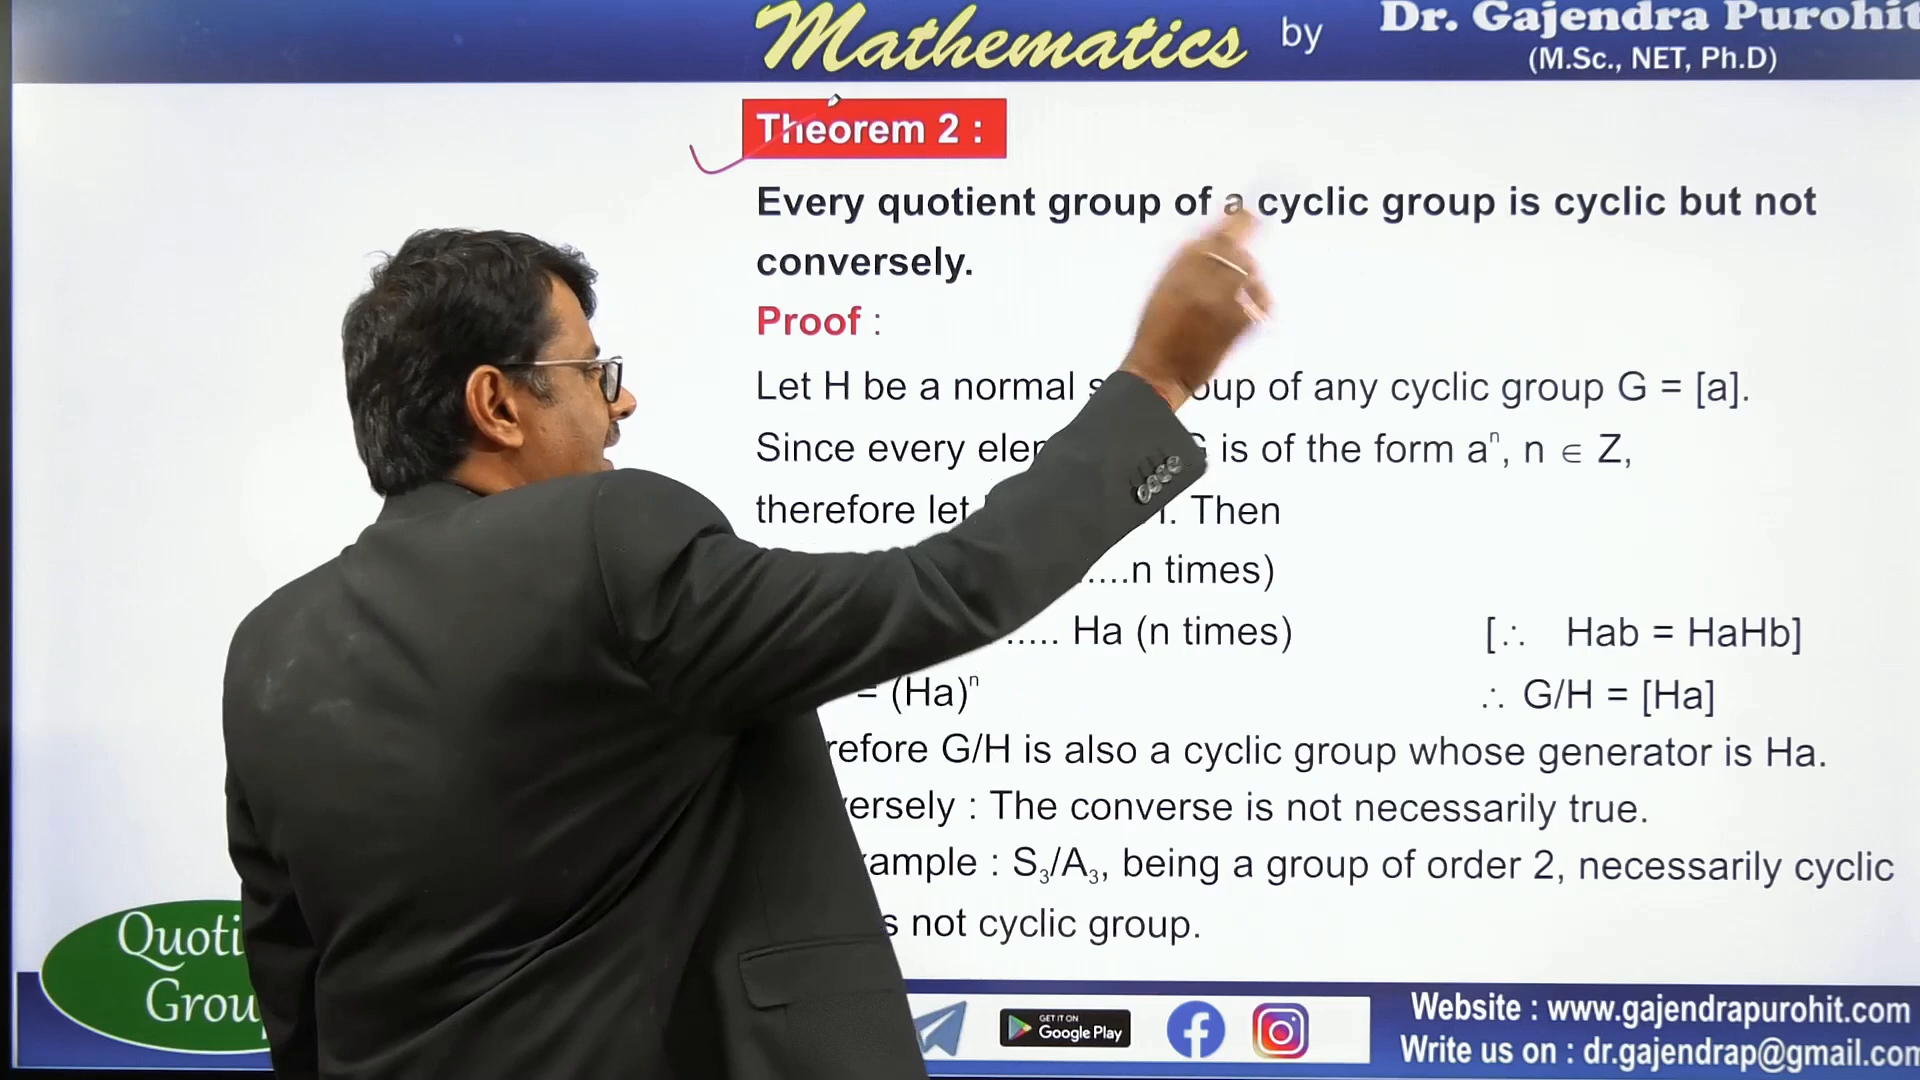 Mathematics by Dr. Gajendra Purohit
(M.Sc., NET, Ph.D)
Theorem 2 :
Every quotient group of a cyclic group is cyclic but not
conversely.
Proof :
Let H be a normal oup of any cyclic group G = [a].
Since every is of the form aⁿ, n ∈ Z,
therefore let . Then
....n times)
..... Ha (n times) [∴ Hab = HaHb]
= (Ha)ⁿ ∴ G/H = [Ha]
refore G/H is also a cyclic group whose generator is Ha.
ersely : The converse is not necessarily true.
ample : S₃/A₃, being a group of order 2, necessarily cyclic
s not cyclic group.
Quoti
Grou
GET IT ON
Google Play
Website : www.gajendrapurohit.com
Write us on : dr.gajendrap@gmail.com